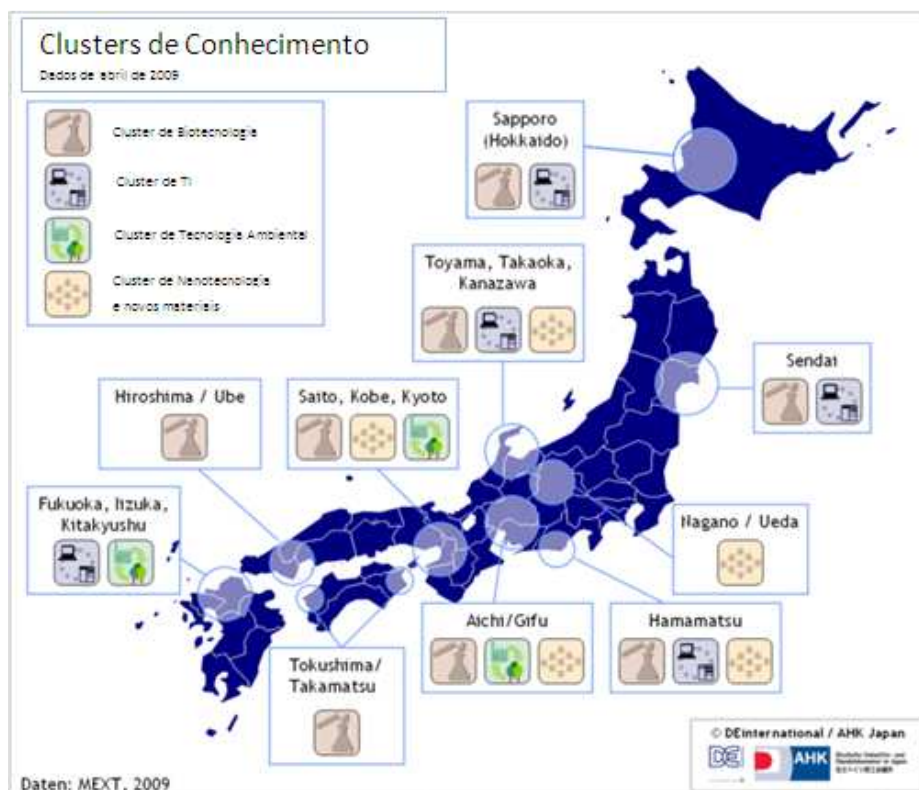 Clusters de Conhecimento
Dados de abril de 2009
Cluster de Biotecnologia
Cluster de TI
Cluster de Tecnologia Ambiental
Cluster de Nanotecnologia
e novos materiais
Sapporo
(Hokkaido)
Toyama, Takaoka,
Kanazawa
Sendai
Hiroshima / Ube
Saito, Kobe, Kyoto
Fukuoka, Iizuka,
Kitakyushu
Nagano / Ueda
Aichi/Gifu
Hamamatsu
Tokushima/
Takamatsu
© DEinternational / AHK Japan
DE
AHK
Daten: MEXT, 2009